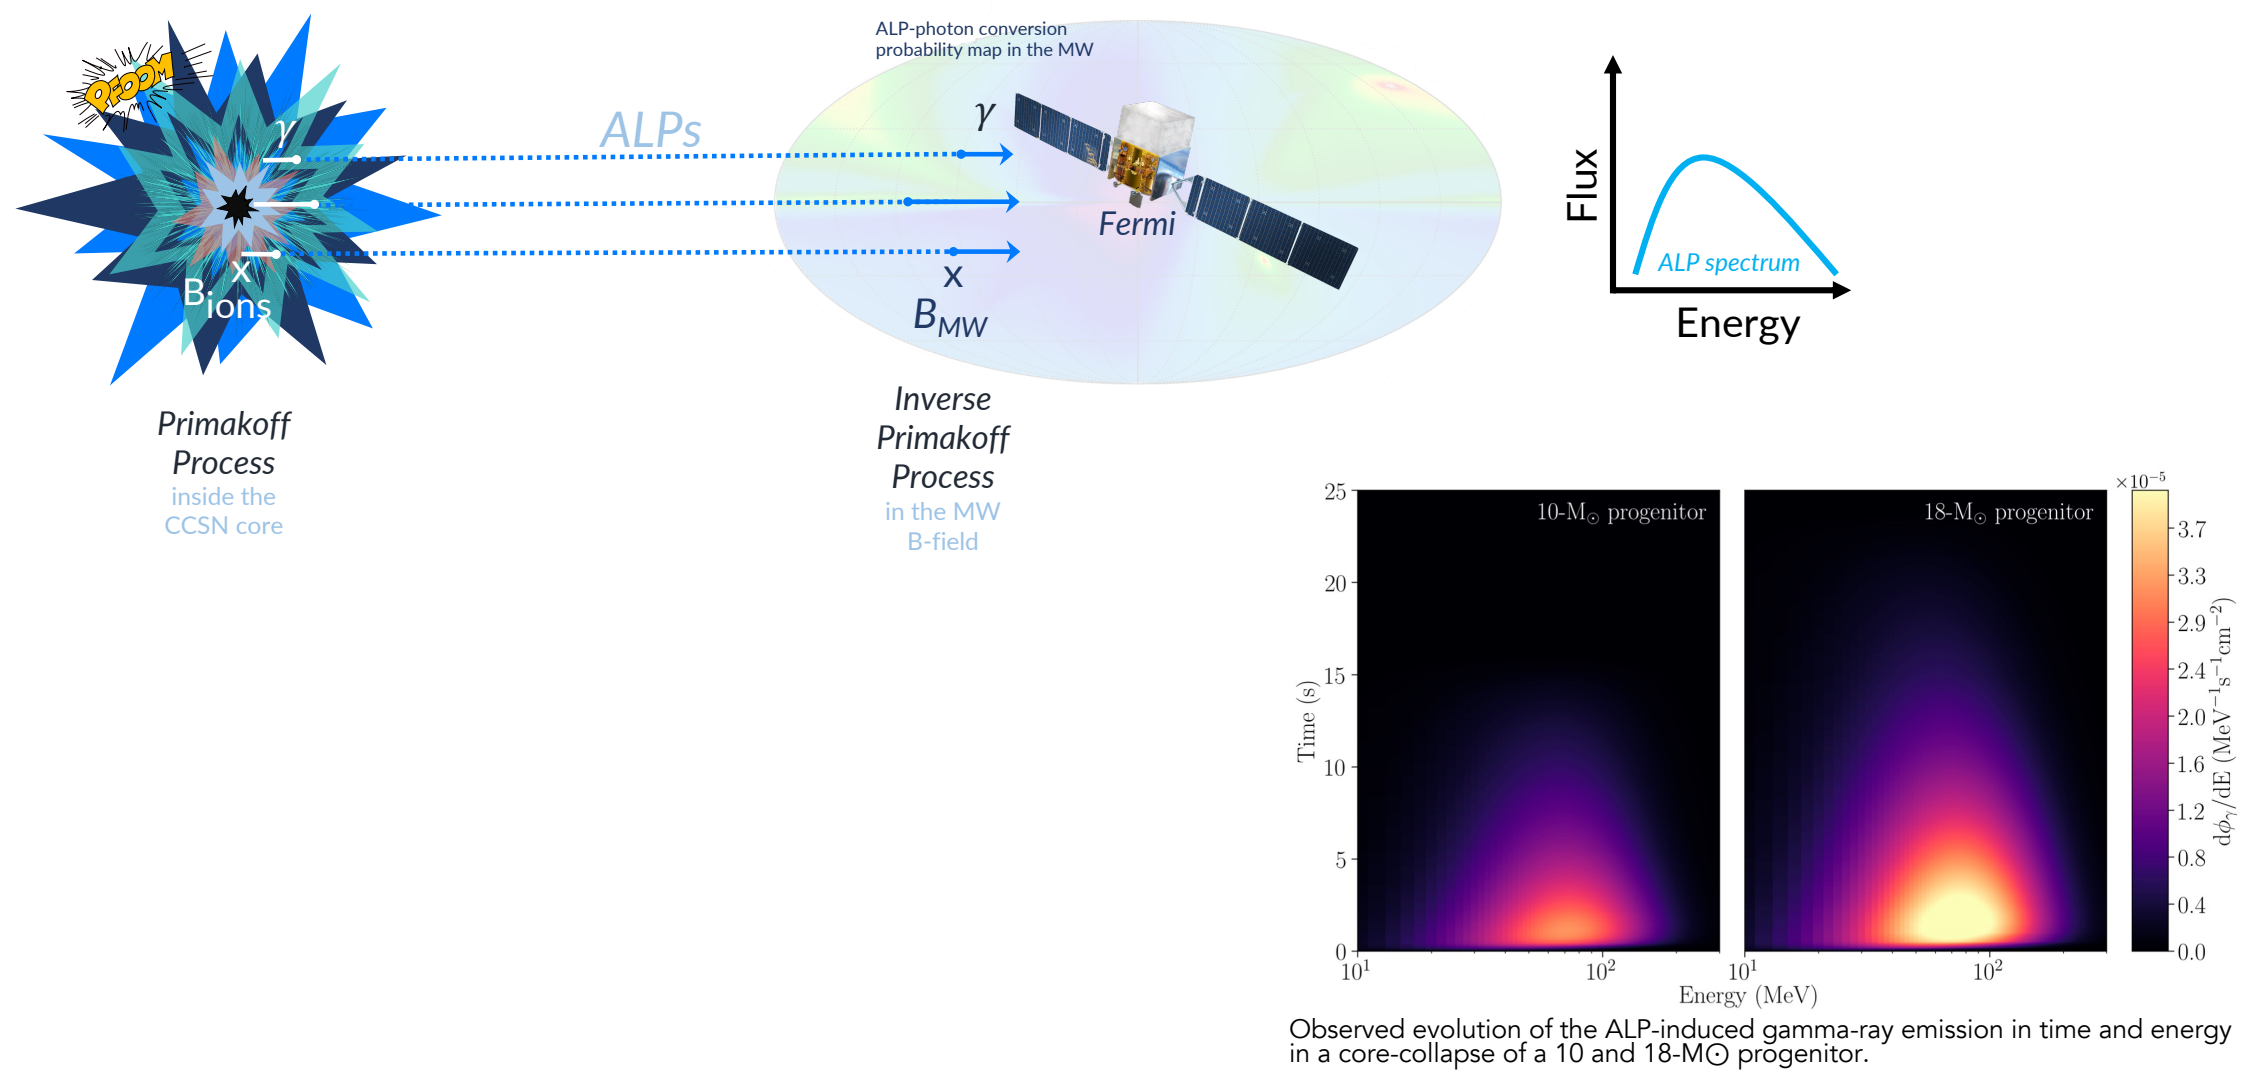 PFOOM
γ
x
Bions
Primakoff
Process
inside the
CCSN core
ALPs
ALP-photon conversion
probability map in the MW
γ
Fermi
x
BMW
Inverse
Primakoff
Process
in the MW
B-field
Flux
ALP spectrum
Energy
×10⁻⁵
10-M⊙ progenitor
18-M⊙ progenitor
25
20
15
10
5
0
Time (s)
10¹
10²
10¹
10²
Energy (MeV)
3.7
3.3
2.9
2.4
2.0
1.6
1.2
0.8
0.4
0.0
dϕγ/dE (MeV⁻¹s⁻¹cm⁻²)
Observed evolution of the ALP-induced gamma-ray emission in time and energy
in a core-collapse of a 10 and 18-M⊙ progenitor.